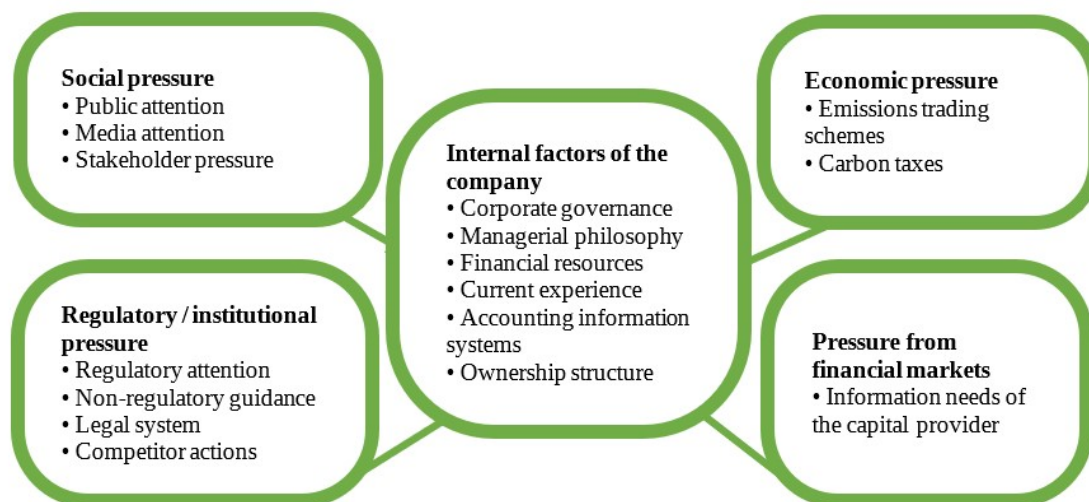 Social pressure
• Public attention
• Media attention
• Stakeholder pressure
Regulatory / institutional
pressure
• Regulatory attention
• Non-regulatory guidance
• Legal system
• Competitor actions
Internal factors of the
company
• Corporate governance
• Managerial philosophy
• Financial resources
• Current experience
• Accounting information
systems
• Ownership structure
Economic pressure
• Emissions trading
schemes
• Carbon taxes
Pressure from
financial markets
• Information needs of
the capital provider